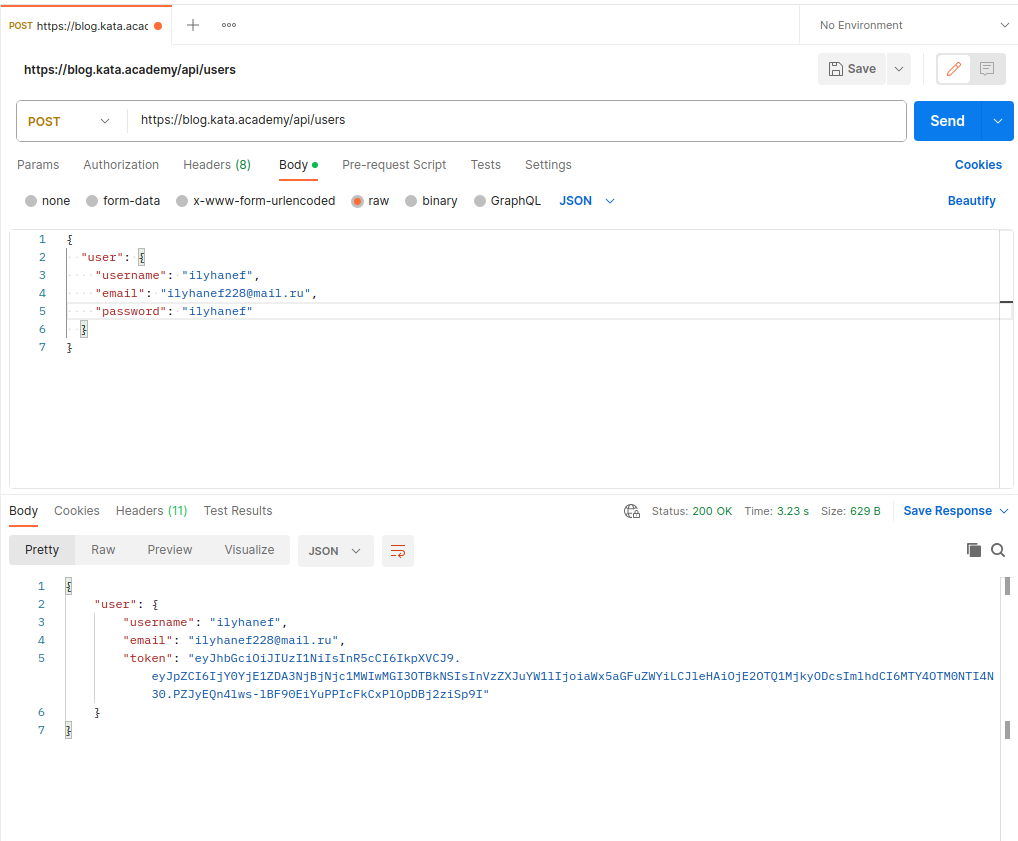 POST https://blog.kata.acac
No Environment
https://blog.kata.academy/api/users
Save
POST https://blog.kata.academy/api/users
Send
Params Authorization Headers (8) Body Pre-request Script Tests Settings Cookies
none form-data x-www-form-urlencoded raw binary GraphQL JSON Beautify
1 {
2 "user": {
3 "username": "ilyhanef",
4 "email": "ilyhanef228@mail.ru",
5 "password": "ilyhanef"
6 }
7 }
Body Cookies Headers (11) Test Results Status: 200 OK Time: 3.23 s Size: 629 B Save Response
Pretty Raw Preview Visualize JSON
1 {
2 "user": {
3 "username": "ilyhanef",
4 "email": "ilyhanef228@mail.ru",
5 "token": "eyJhbGciOiJIUzI1NiIsInR5cCI6IkpXVCJ9.
eyJpZCI6IjY0YjE1ZDA3NjBjNjc1MWIwMGI3OTBkNSIsInVzZXJuYW1lIjoiaWx5aGFuZWYiLCJleHAiOjE2OTQ1MjkyODcsImlhdCI6MTY4OTM0NTI4N
30.PZJyEQn4lws-lBF90EiYuPPIcFkCxPlOpDBj2ziSp9I"
6 }
7 }